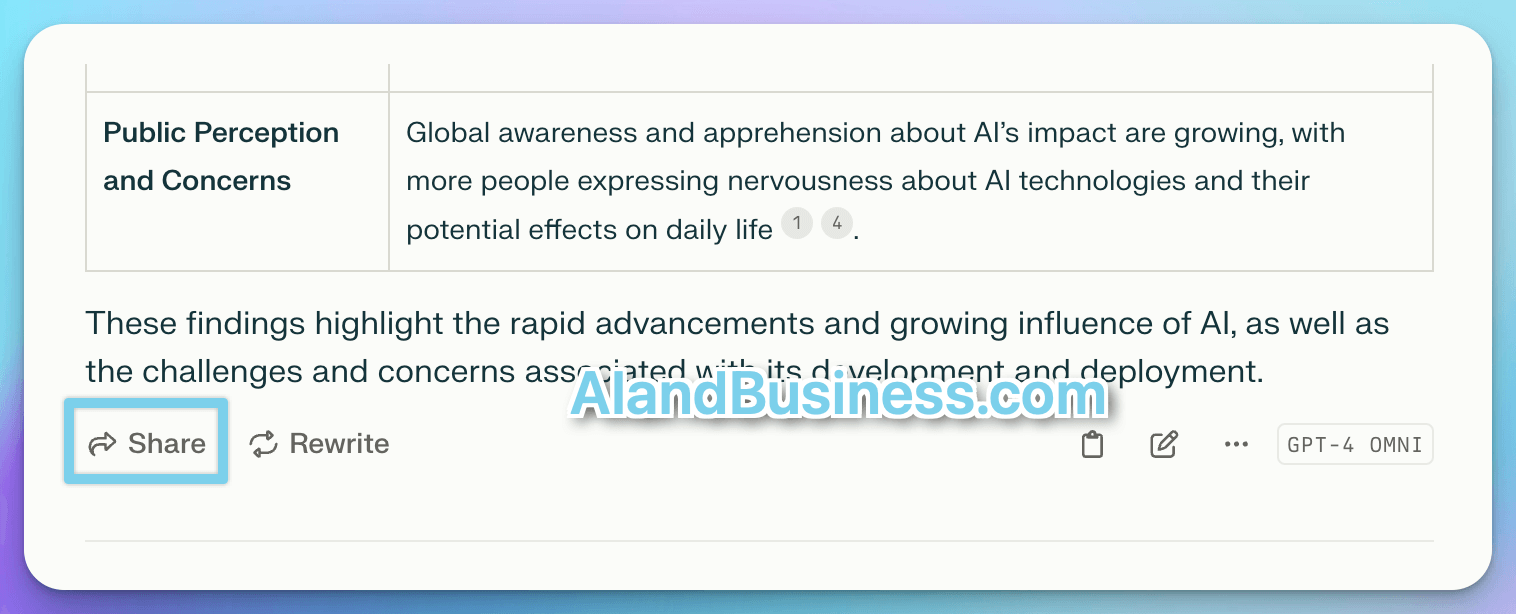 Public Perception
and Concerns
Global awareness and apprehension about AI’s impact are growing, with
more people expressing nervousness about AI technologies and their
potential effects on daily life 1 4.
These findings highlight the rapid advancements and growing influence of AI, as well as
the challenges and concerns associated with its development and deployment.
AIandBusiness.com
Share Rewrite GPT-4 OMNI